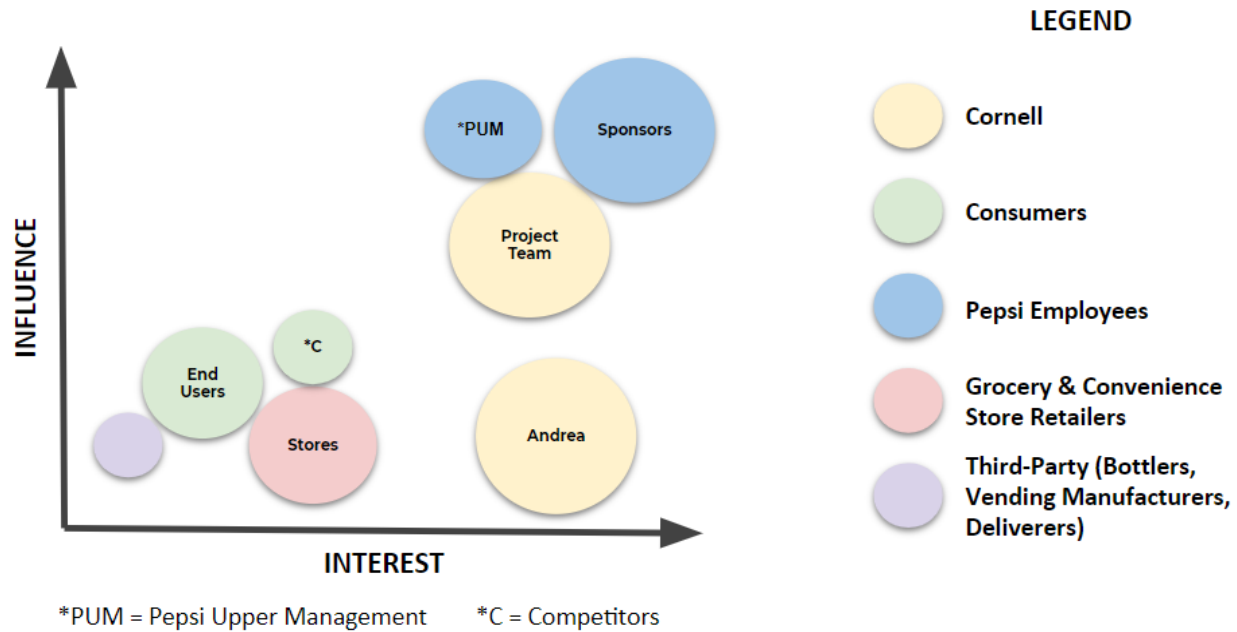 LEGEND
*PUM
Sponsors
Cornell
Project
Team
Consumers
INFLUENCE
*C
End
Users
Pepsi Employees
Stores
Andrea
Grocery & Convenience
Store Retailers
Third-Party (Bottlers,
Vending Manufacturers,
Deliverers)
INTEREST
*PUM = Pepsi Upper Management
*C = Competitors